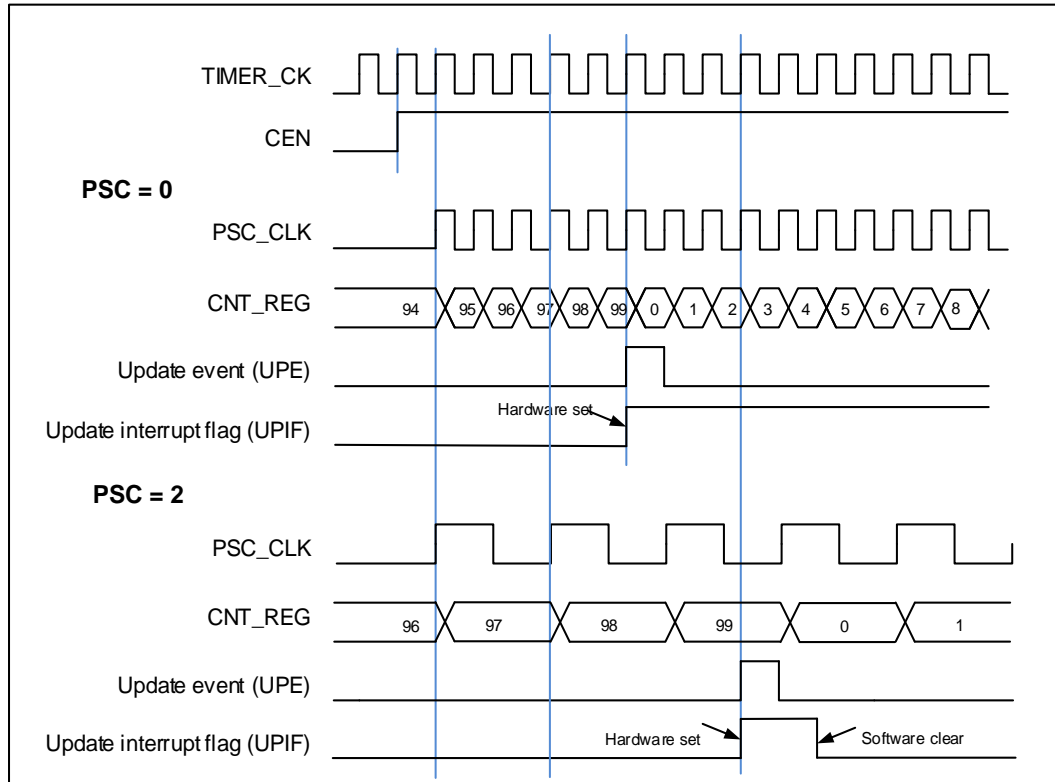 TIMER_CK
CEN
PSC = 0
PSC_CLK
CNT_REG 94 95 96 97 98 99 0 1 2 3 4 5 6 7 8
Update event (UPE)
Hardware set
Update interrupt flag (UPIF)
PSC = 2
PSC_CLK
CNT_REG 96 97 98 99 0 1
Update event (UPE)
Update interrupt flag (UPIF) Hardware set Software clear